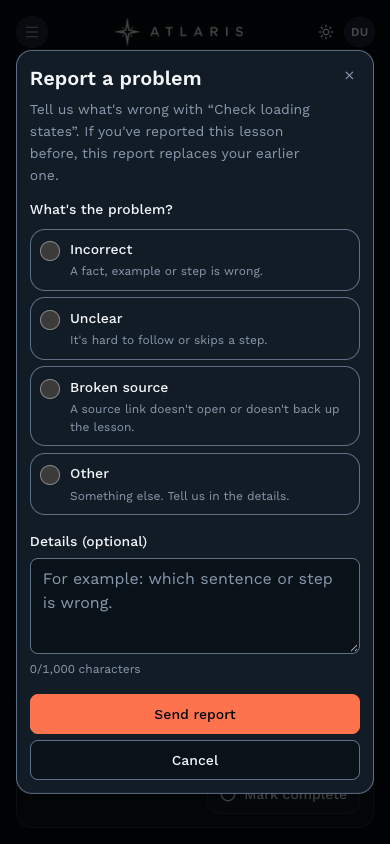 ATLARIS
DU
Report a problem
×
Tell us what's wrong with “Check loading
states”. If you've reported this lesson
before, this report replaces your earlier
one.
What's the problem?
Incorrect
A fact, example or step is wrong.
Unclear
It's hard to follow or skips a step.
Broken source
A source link doesn't open or doesn't back up
the lesson.
Other
Something else. Tell us in the details.
Details (optional)
For example: which sentence or step
is wrong.
0/1,000 characters
Send report
Cancel
Mark complete